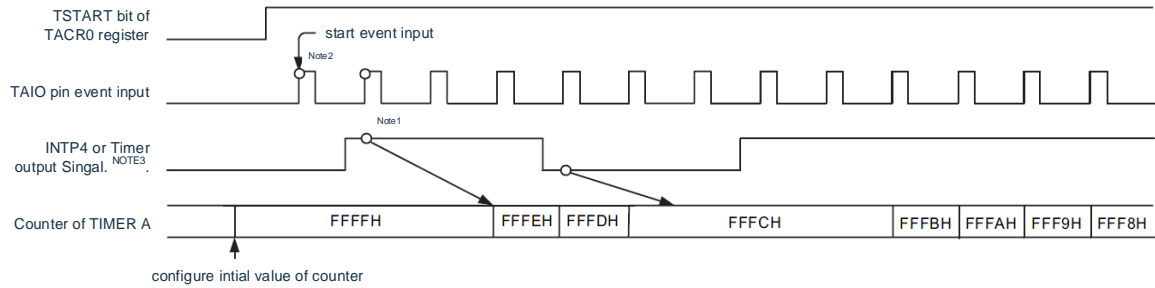 TSTART bit of
TACR0 register
start event input
Note2
TAIO pin event input
Note1
INTP4 or Timer
output Singal. NOTE3.
Counter of TIMER A
FFFFH FFFEH FFFDH FFFCH FFFBH FFFAH FFF9H FFF8H
configure intial value of counter